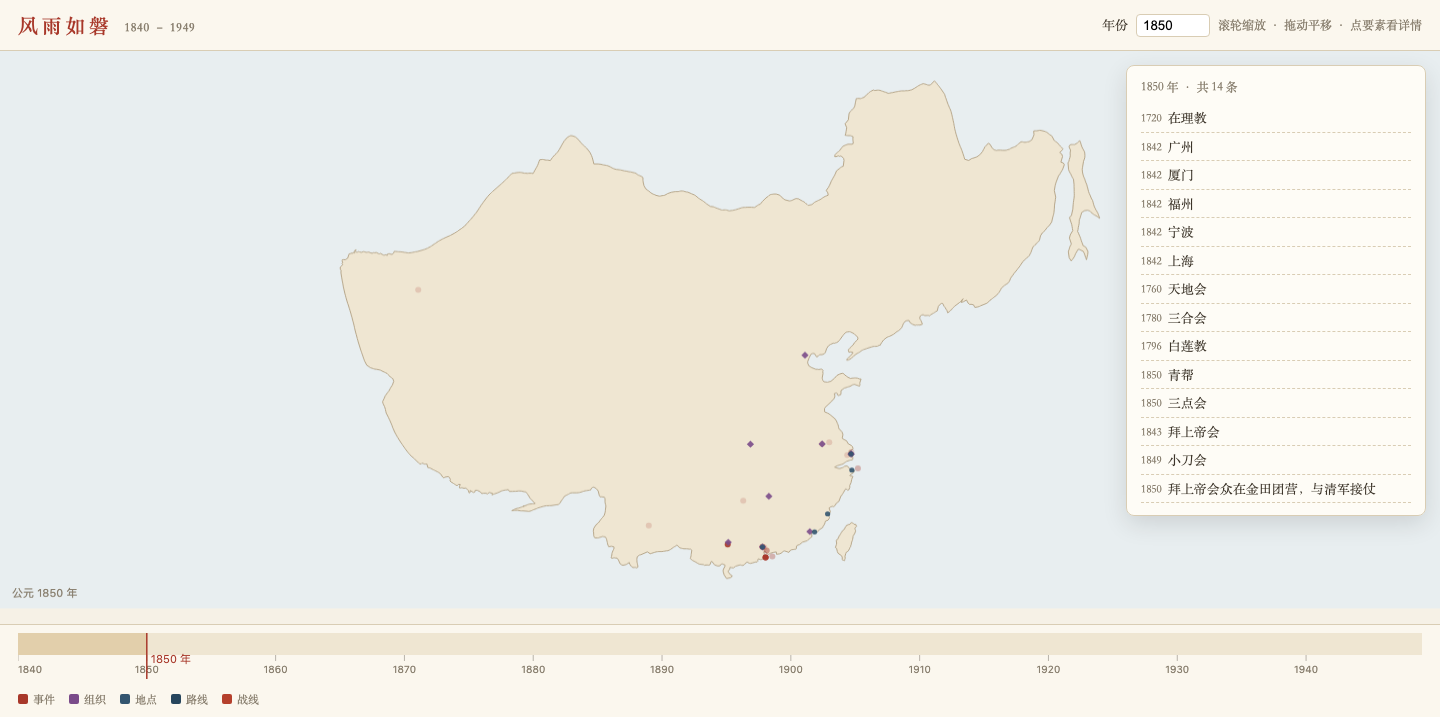 风雨如磐 1840 – 1949
年份 1850 滚轮缩放 · 拖动平移 · 点要素看详情
1850 年 · 共 14 条
1720 在理教
1842 广州
1842 厦门
1842 福州
1842 宁波
1842 上海
1760 天地会
1780 三合会
1796 白莲教
1850 青帮
1850 三点会
1843 拜上帝会
1849 小刀会
1850 拜上帝会众在金田团营，与清军接仗
公元 1850 年
1850 年
1840 1850 1860 1870 1880 1890 1900 1910 1920 1930 1940
事件 组织 地点 路线 战线